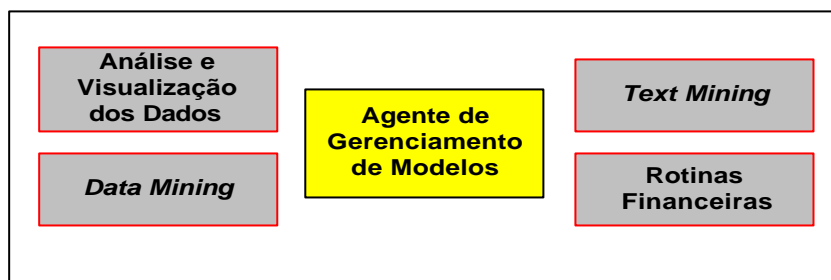 Análise e
Visualização
dos Dados
Data Mining
Agente de
Gerenciamento
de Modelos
Text Mining
Rotinas
Financeiras